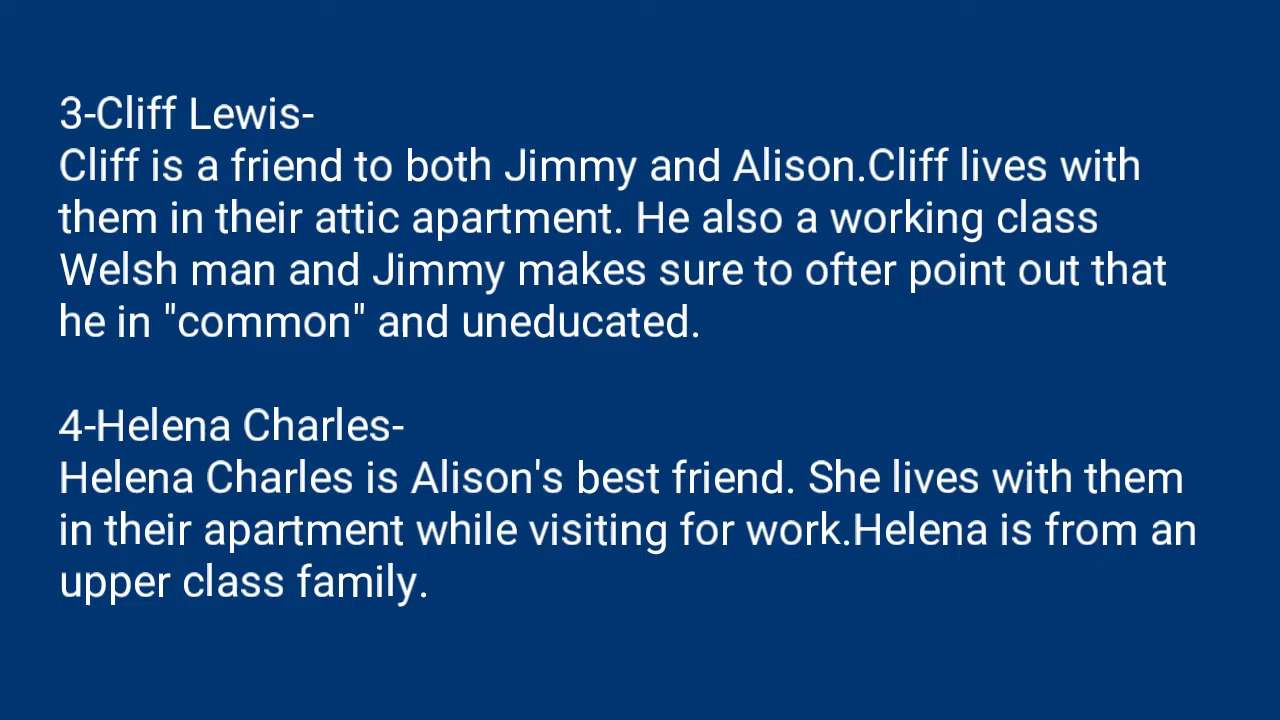 3-Cliff Lewis-
Cliff is a friend to both Jimmy and Alison.Cliff lives with
them in their attic apartment. He also a working class
Welsh man and Jimmy makes sure to ofter point out that
he in "common" and uneducated.
4-Helena Charles-
Helena Charles is Alison's best friend. She lives with them
in their apartment while visiting for work.Helena is from an
upper class family.